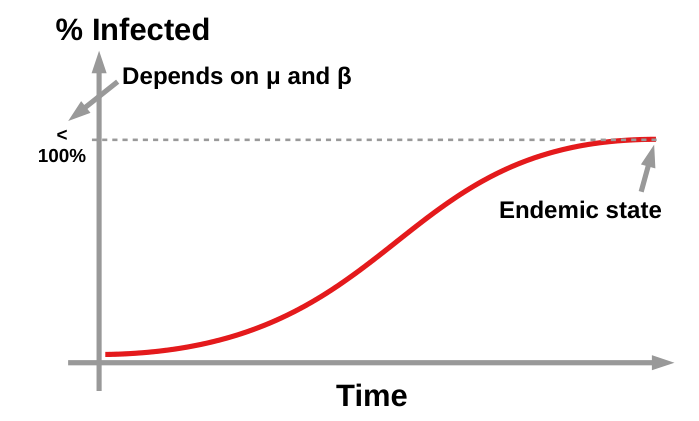 % Infected
Depends on μ and β
<
100%
Endemic state
Time